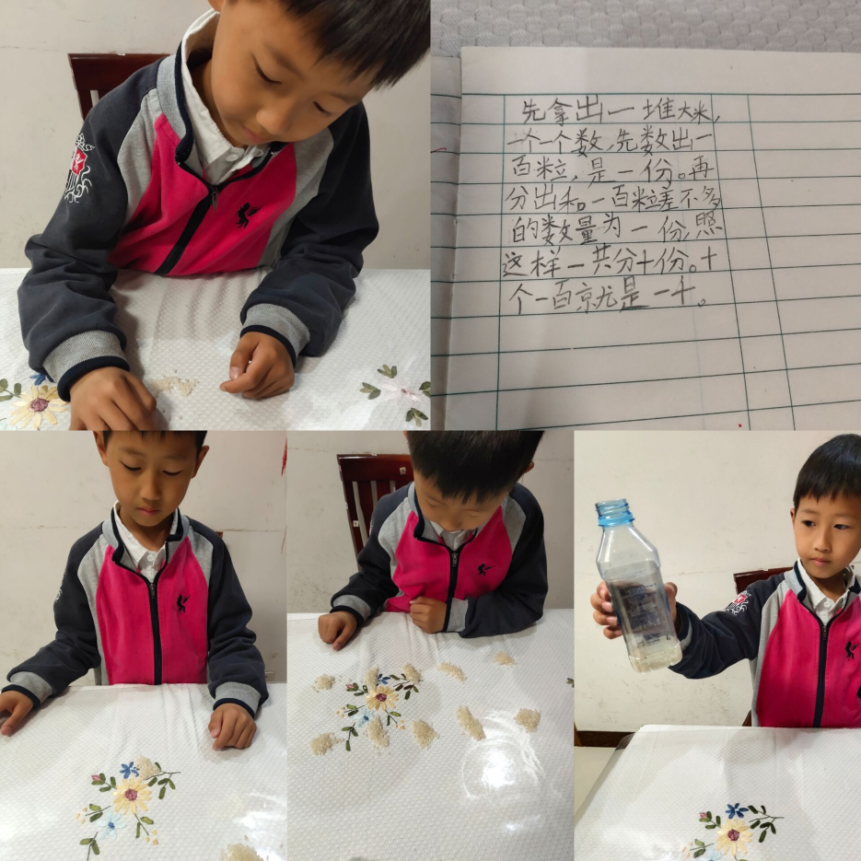 先拿出一堆大米,
一个一个数,先数出一
百粒,是一份。再
分出和一百粒差不多
的数量为一份,照
这样一共分十份。十
个一百就是一千。